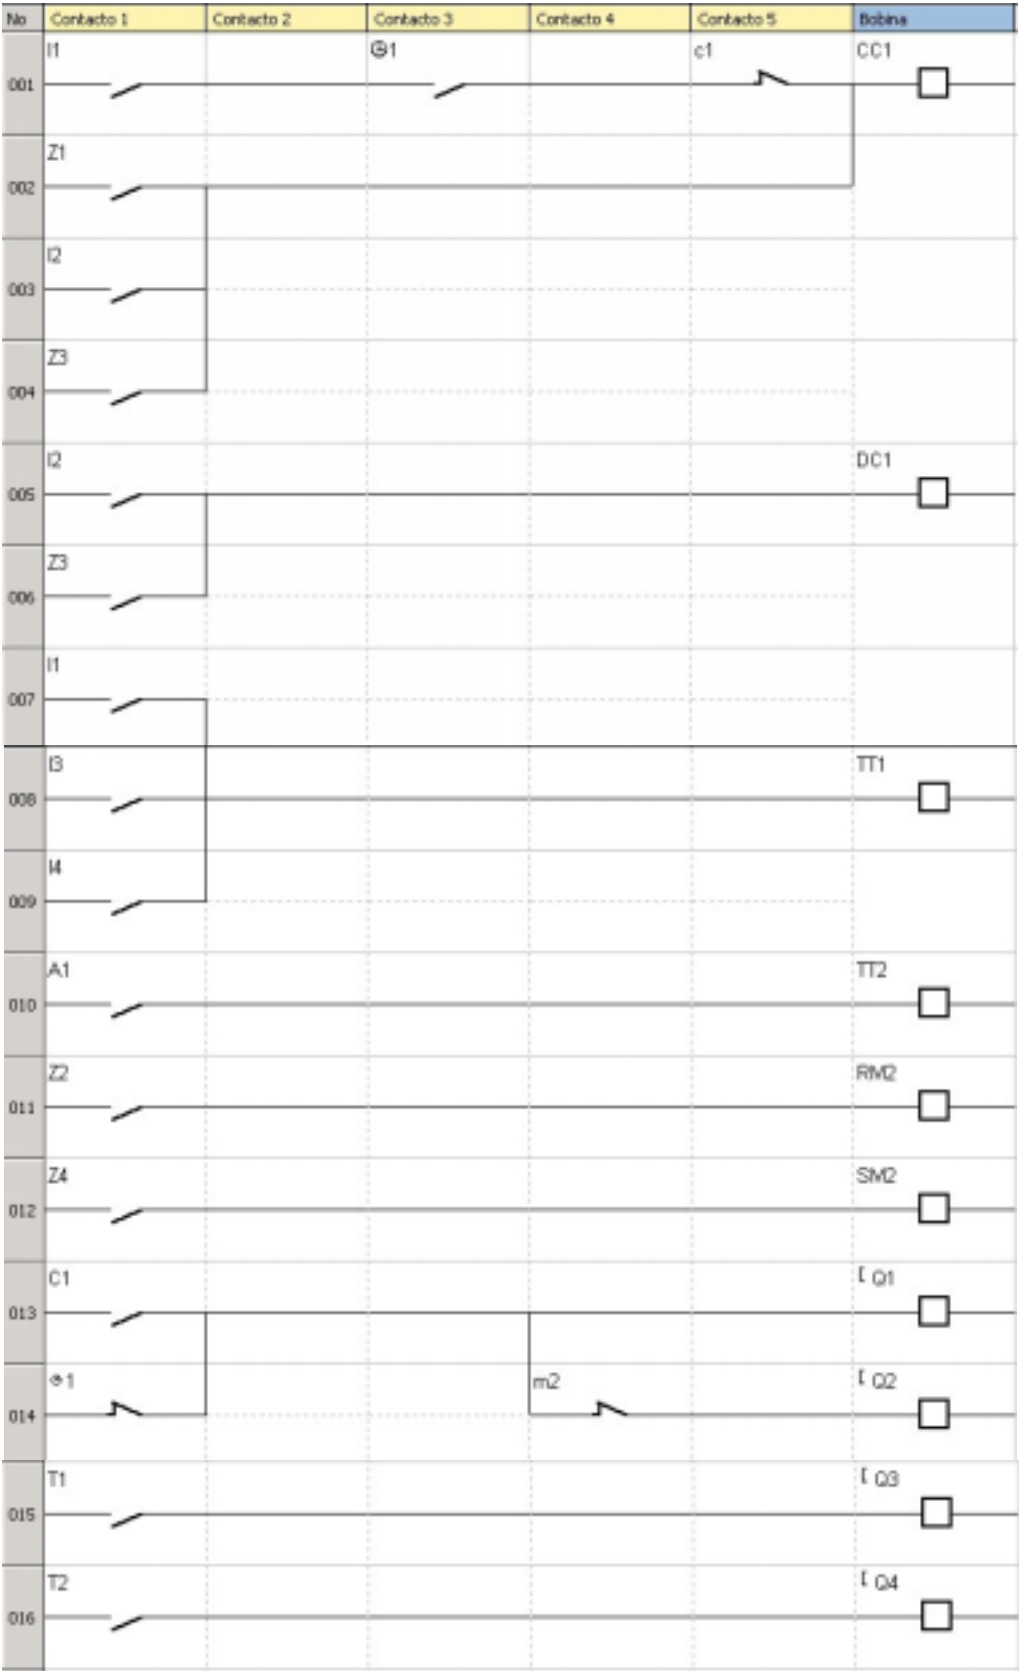 No Contacto 1 Contacto 2 Contacto 3 Contacto 4 Contacto 5 Bobina
001 I1 1 c1 CC1
002 Z1
003 I2
004 Z3
005 I2 DC1
006 Z3
007 I1
008 I3 TT1
009 I4
010 A1 TT2
011 Z2 RM2
012 Z4 SM2
013 C1 [ Q1
014 1 m2 [ Q2
015 T1 [ Q3
016 T2 [ Q4